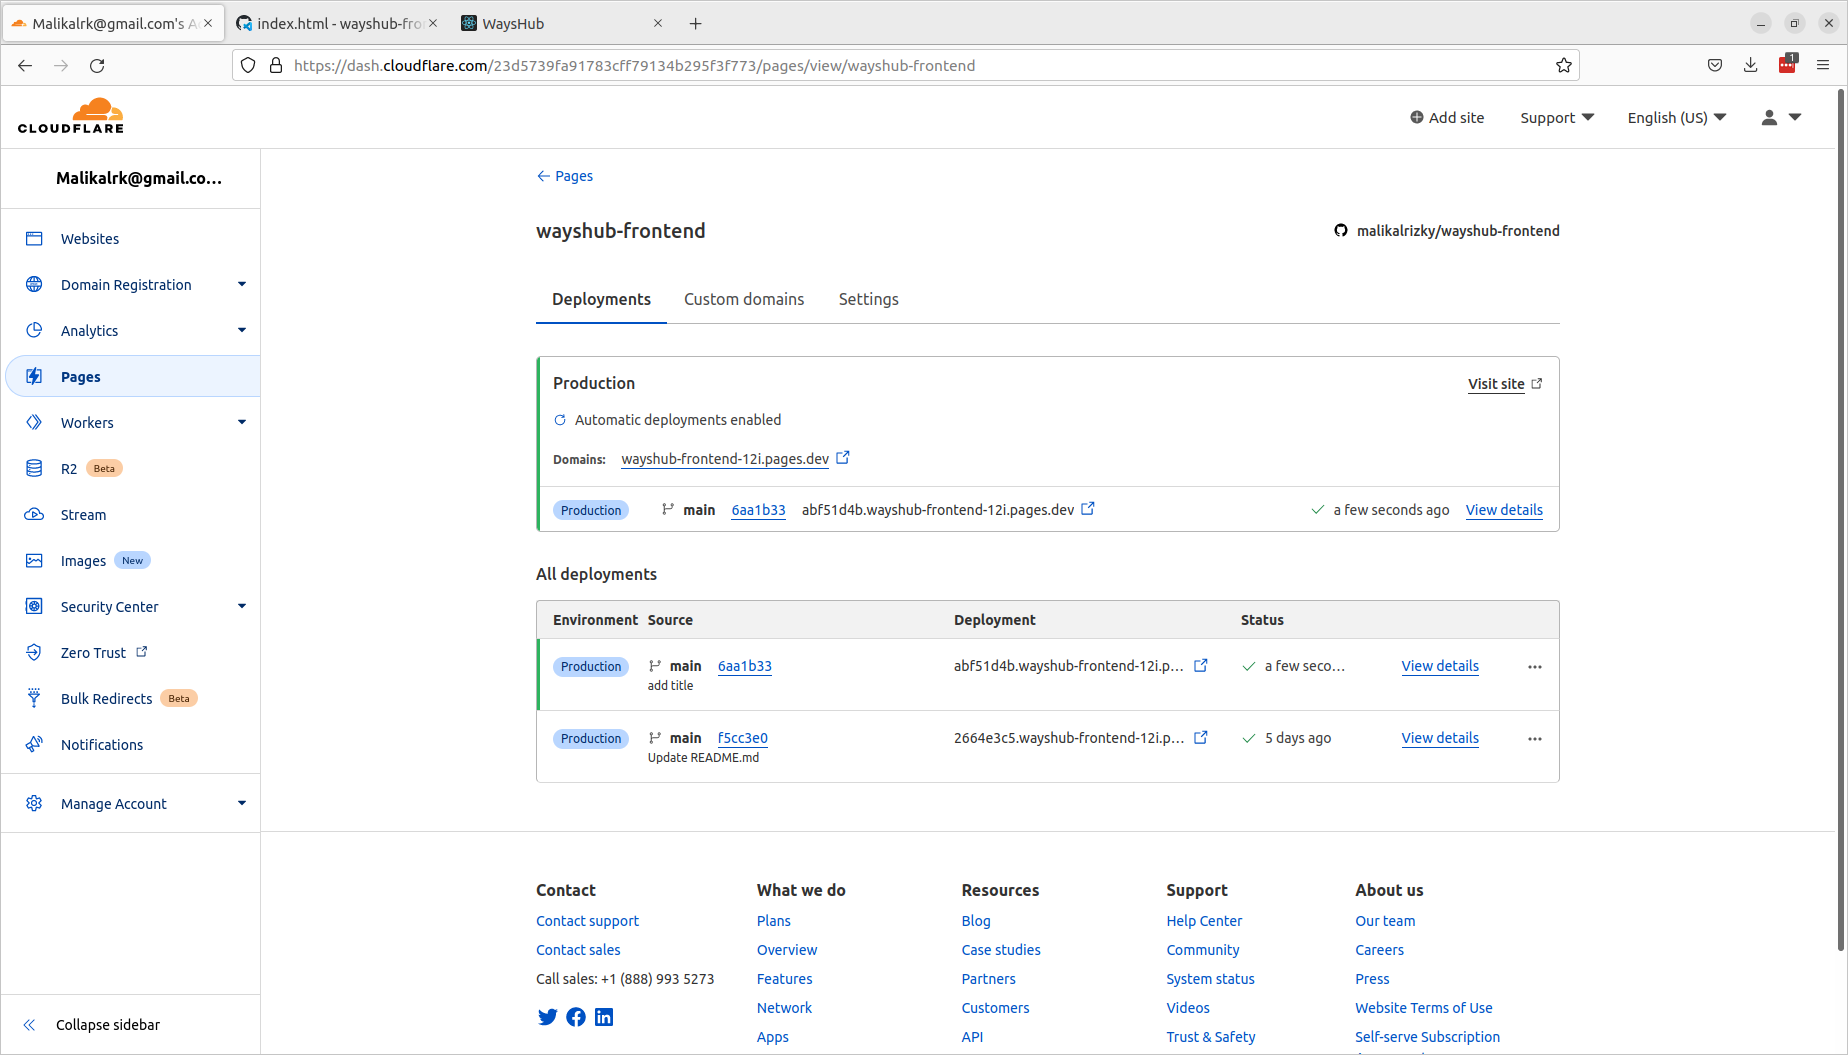 Malikalrk@gmail.com's A
index.html - wayshub-fro
WaysHub
https://dash.cloudflare.com/23d5739fa91783cff79134b295f3f773/pages/view/wayshub-frontend
1
CLOUDFLARE
Add site
Support
English (US)
Malikalrk@gmail.co...
Websites
Domain Registration
Analytics
Pages
Workers
R2 Beta
Stream
Images New
Security Center
Zero Trust
Bulk Redirects Beta
Notifications
Manage Account
Collapse sidebar
Pages
wayshub-frontend
malikalrizky/wayshub-frontend
Deployments Custom domains Settings
Production
Visit site
Automatic deployments enabled
Domains: wayshub-frontend-12i.pages.dev
Production main 6aa1b33 abf51d4b.wayshub-frontend-12i.pages.dev a few seconds ago View details
All deployments
Environment Source Deployment Status
Production main 6aa1b33 abf51d4b.wayshub-frontend-12i.p... a few seco... View details
add title
Production main f5cc3e0 2664e3c5.wayshub-frontend-12i.p... 5 days ago View details
Update README.md
Contact
Contact support
Contact sales
Call sales: +1 (888) 993 5273
What we do
Plans
Overview
Features
Network
Apps
Resources
Blog
Case studies
Partners
Customers
API
Support
Help Center
Community
System status
Videos
Trust & Safety
About us
Our team
Careers
Press
Website Terms of Use
Self-serve Subscription